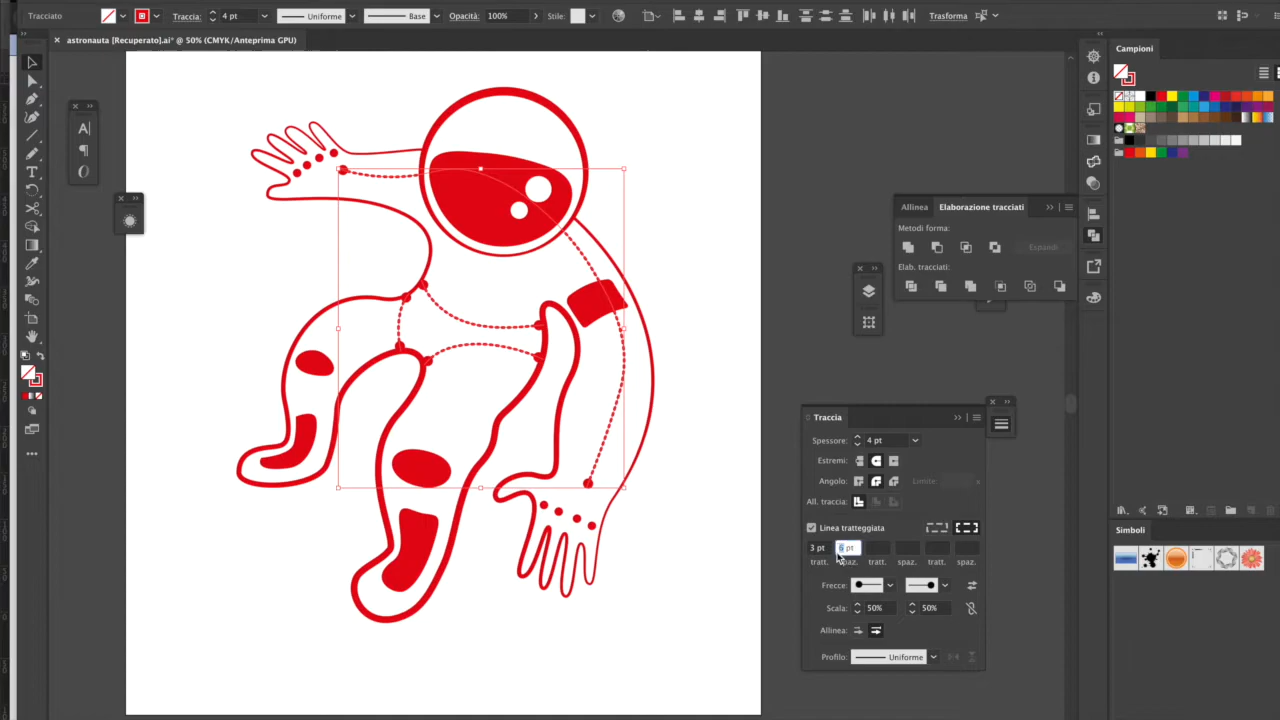 Tracciato
Traccia:
4 pt
Uniforme
Base
Opacità:
100%
Stile:
Trasforma
astronauta [Recuperato].ai* @ 50% (CMYK/Anteprima GPU)
Campioni
Allinea
Elaborazione tracciati
Metodi forma:
Espandi
Elab. tracciati:
Traccia
Spessore:
4 pt
Estremi:
Angolo:
Limite:
x
All. traccia:
Linea tratteggiata
3 pt
pt
tratt.
spaz.
tratt.
spaz.
tratt.
spaz.
Frecce:
Scala:
50%
50%
Allinea:
Profilo:
Uniforme
Simboli